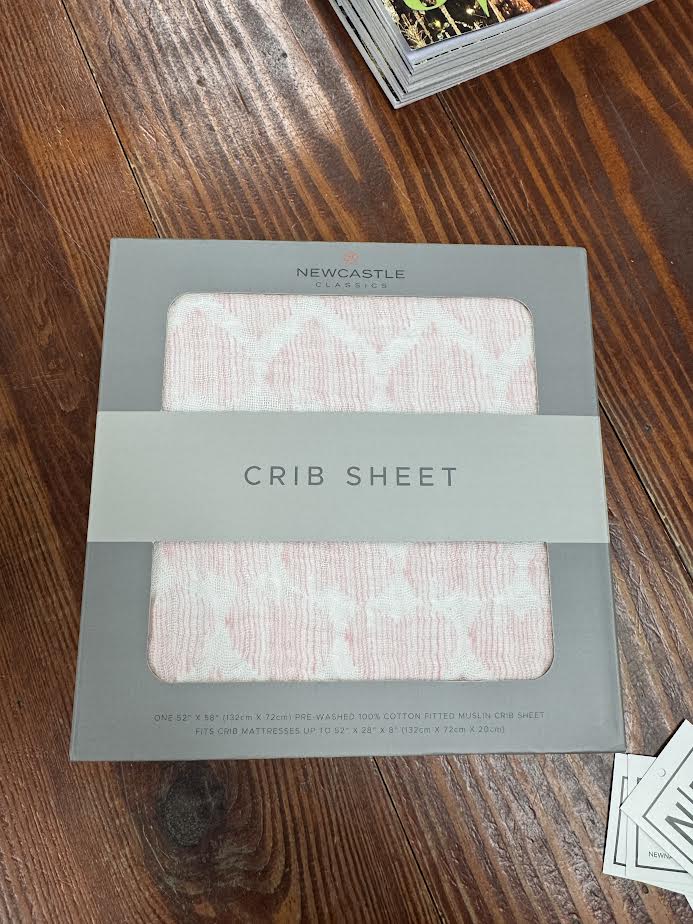 NEWCASTLE
CLASSICS
CRIB SHEET
ONE 52" X 58" (132cm X 72cm) PRE-WASHED 100% COTTON FITTED MUSLIN CRIB SHEET
FITS CRIB MATTRESSES UP TO 52" X 28" X 8" (132cm X 72cm X 20cm)